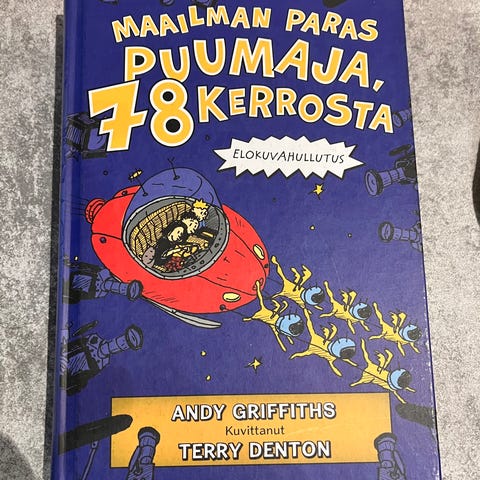 MAAILMAN PARAS
PUUMAJA,
78 KERROSTA
ELOKUVAHULLUTUS
ANDY GRIFFITHS
Kuvittanut
TERRY DENTON